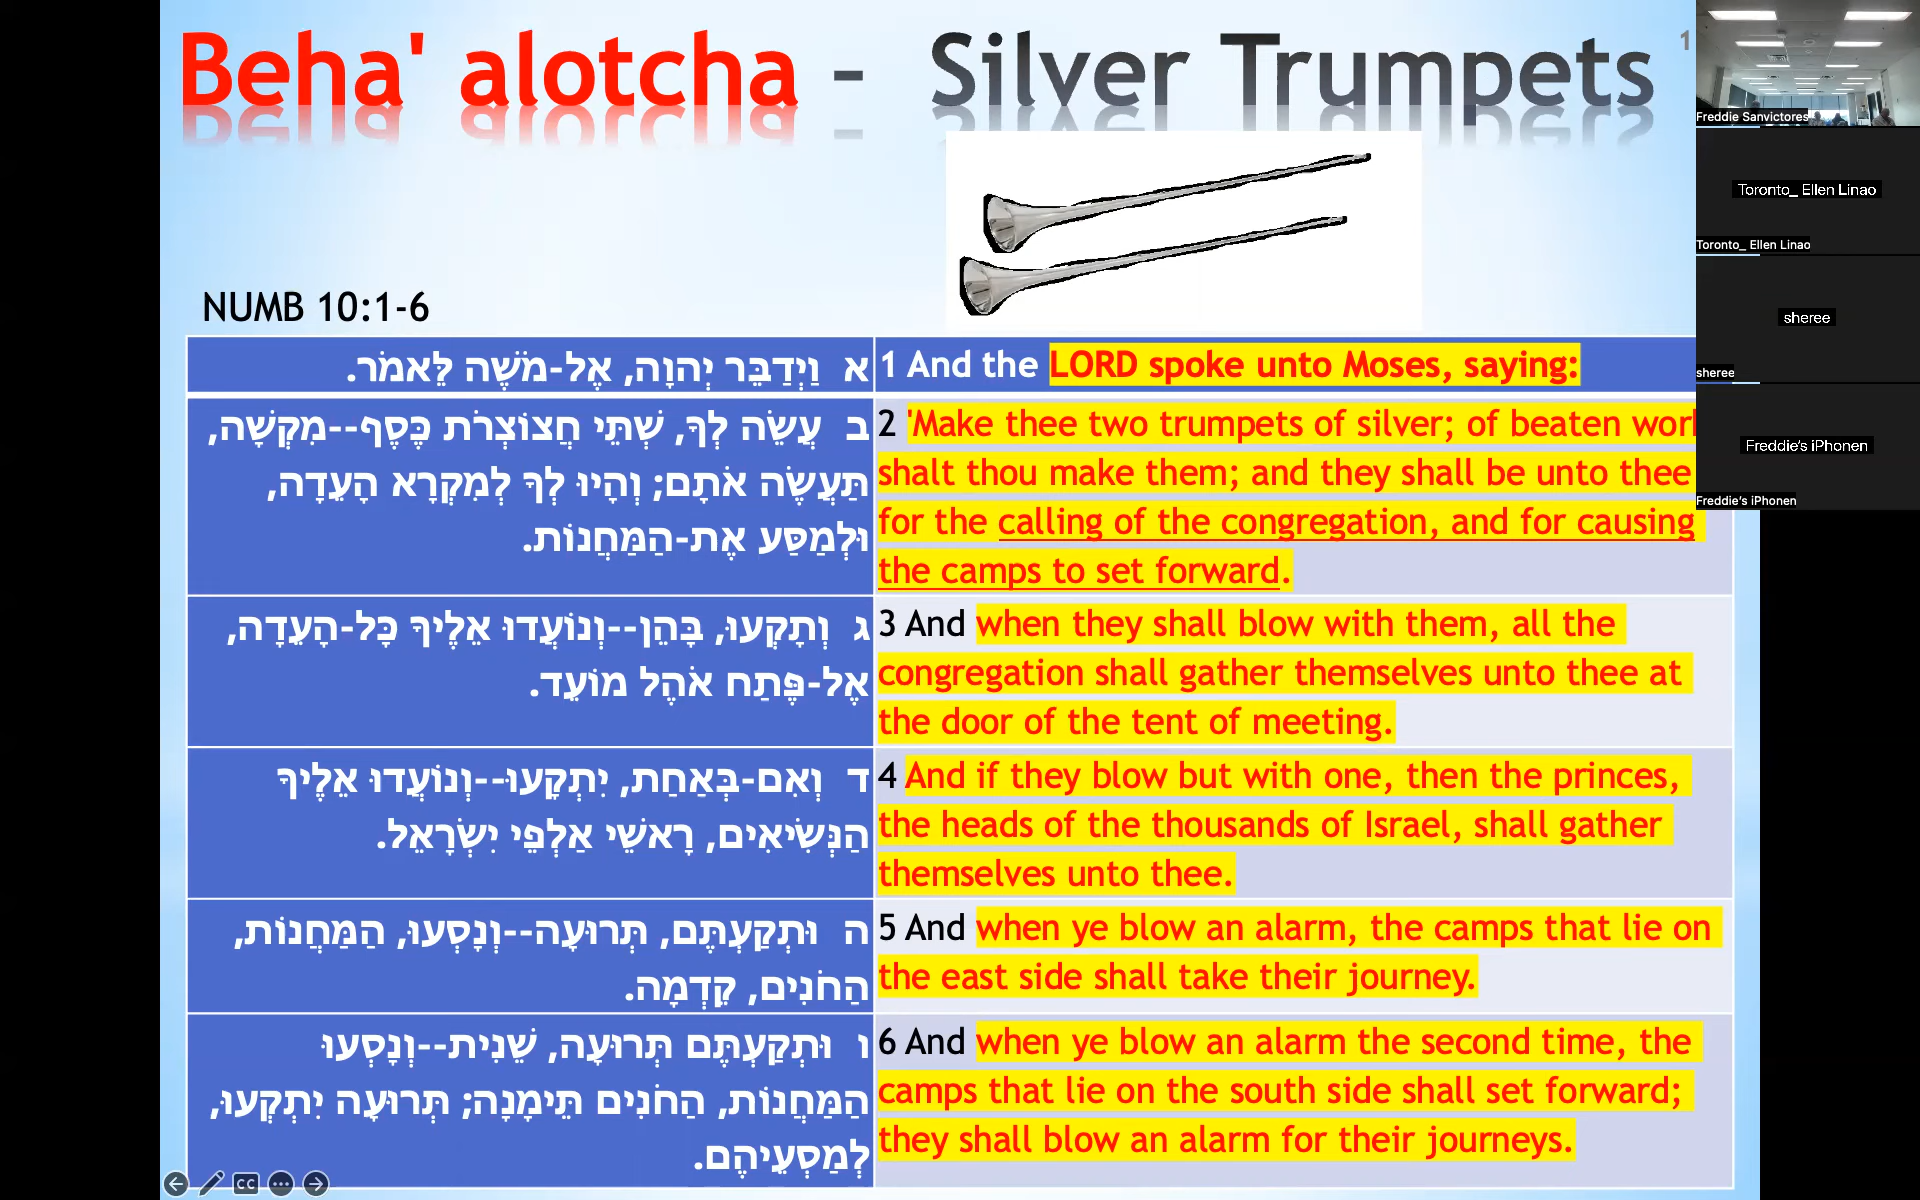 Beha' alotcha - Silver Trumpets
1
NUMB 10:1-6
א וַיְדַבֵּר יְהוָה, אֶל-מֹשֶׁה לֵּאמֹר.
1 And the LORD spoke unto Moses, saying:
ב עֲשֵׂה לְךָ, שְׁתֵּי חֲצוֹצְרֹת כֶּסֶף--מִקְשָׁה,
תַּעֲשֶׂה אֹתָם; וְהָיוּ לְךָ לְמִקְרָא הָעֵדָה,
וּלְמַסַּע אֶת-הַמַּחֲנוֹת.
2 'Make thee two trumpets of silver; of beaten
shalt thou make them; and they shall be unto thee
for the calling of the congregation, and for causing
the camps to set forward.
ג וְתָקְעוּ, בָּהֵן--וְנוֹעֲדוּ אֵלֶיךָ כָּל-הָעֵדָה,
אֶל-פֶּתַח אֹהֶל מוֹעֵד.
3 And when they shall blow with them, all the
congregation shall gather themselves unto thee at
the door of the tent of meeting.
ד וְאִם-בְּאַחַת, יִתְקָעוּ--וְנוֹעֲדוּ אֵלֶיךָ
הַנְּשִׂיאִים, רָאשֵׁי אַלְפֵי יִשְׂרָאֵל.
4 And if they blow but with one, then the princes,
the heads of the thousands of Israel, shall gather
themselves unto thee.
ה וּתְקַעְתֶּם, תְּרוּעָה--וְנָסְעוּ, הַמַּחֲנוֹת,
הַחֹנִים, קֵדְמָה.
5 And when ye blow an alarm, the camps that lie on
the east side shall take their journey.
ו וּתְקַעְתֶּם תְּרוּעָה, שֵׁנִית--וְנָסְעוּ
הַמַּחֲנוֹת, הַחֹנִים תֵּימָנָה; תְּרוּעָה יִתְקְעוּ,
לְמַסְעֵיהֶם.
6 And when ye blow an alarm the second time, the
camps that lie on the south side shall set forward;
they shall blow an alarm for their journeys.
CC
Freddie Sanvictores
Toronto_ Ellen Linao
Toronto_ Ellen Linao
sheree
sheree
Freddie's iPhonen
Freddie's iPhonen